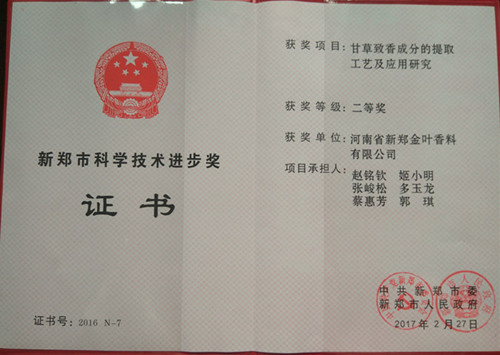 新郑市科学技术进步奖
证书
证书号：2016 N-7
获奖项目：甘草致香成分的提取
工艺及应用研究
获奖等级：二等奖
获奖单位：河南省新郑金叶香料
有限公司
项目承担人：赵铭钦 姬小明
张峻松 多玉龙
蔡惠芳 郭琪
中共新郑市委
新郑市人民政府
2017年2月27日